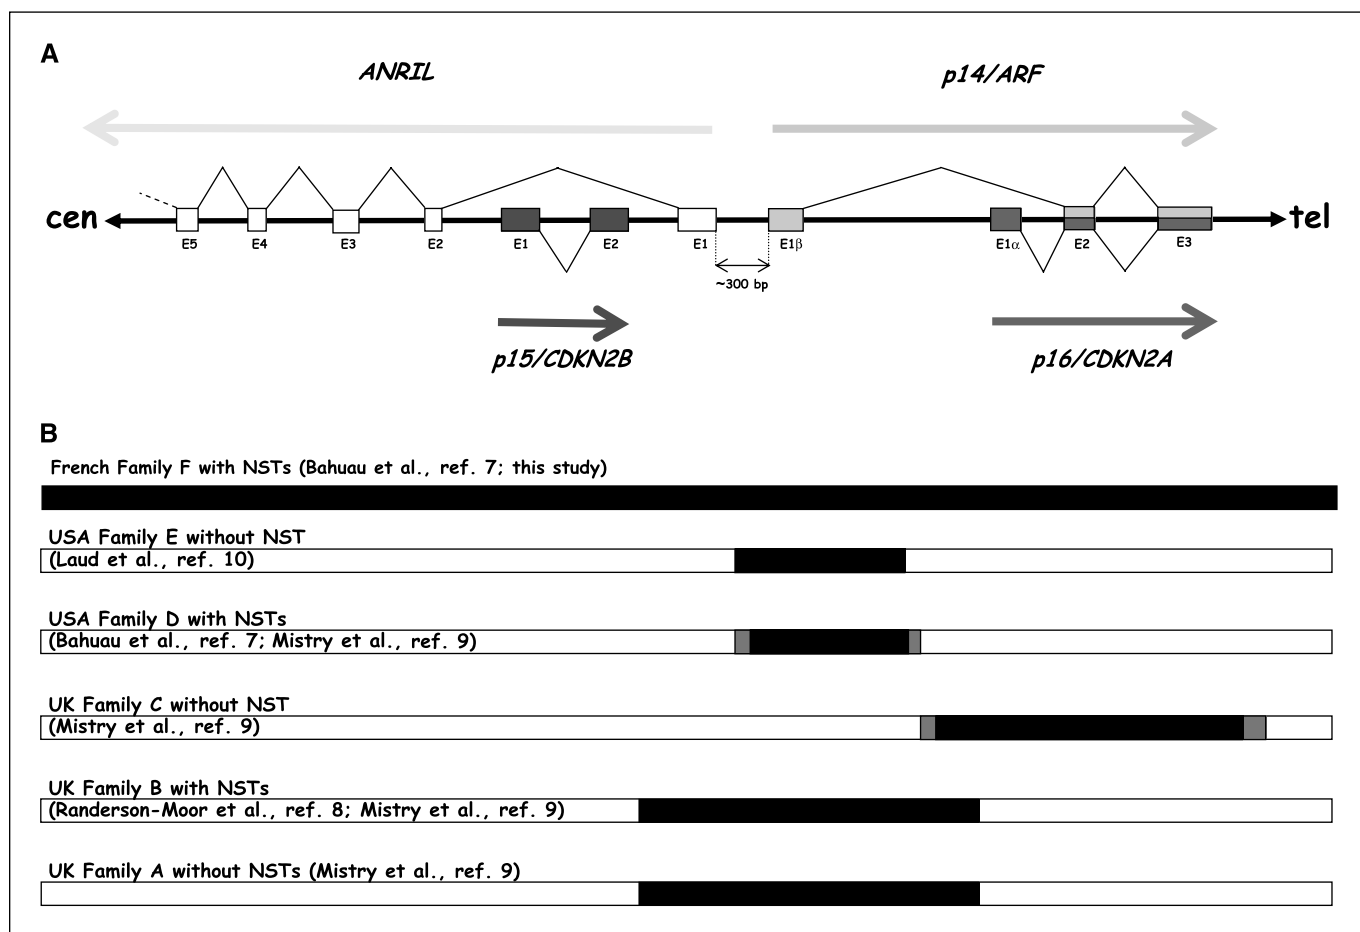 A
ANRIL p14/ARF
cen tel
E5 E4 E3 E2 E1 E2 E1 E1β E1α E2 E3
~300 bp
p15/CDKN2B p16/CDKN2A
B
French Family F with NSTs (Bahuau et al., ref. 7; this study)
USA Family E without NST
(Laud et al., ref. 10)
USA Family D with NSTs
(Bahuau et al., ref. 7; Mistry et al., ref. 9)
UK Family C without NST
(Mistry et al., ref. 9)
UK Family B with NSTs
(Randerson-Moor et al., ref. 8; Mistry et al., ref. 9)
UK Family A without NSTs (Mistry et al., ref. 9)